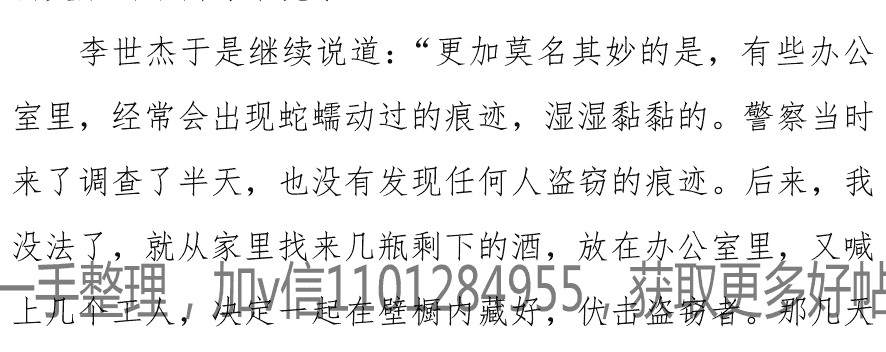 李世杰于是继续说道：“更加莫名其妙的是，有些办公
室里，经常会出现蛇蠕动过的痕迹，湿湿黏黏的。警察当时
来了调查了半天，也没有发现任何人盗窃的痕迹。后来，我
没法了，就从家里找来几瓶剩下的酒，放在办公室里，又喊
一手整理，加v信1101284955，获取更多好帖
上几个工人，决定一起在壁橱内藏好，伏击盗窃者。那几天